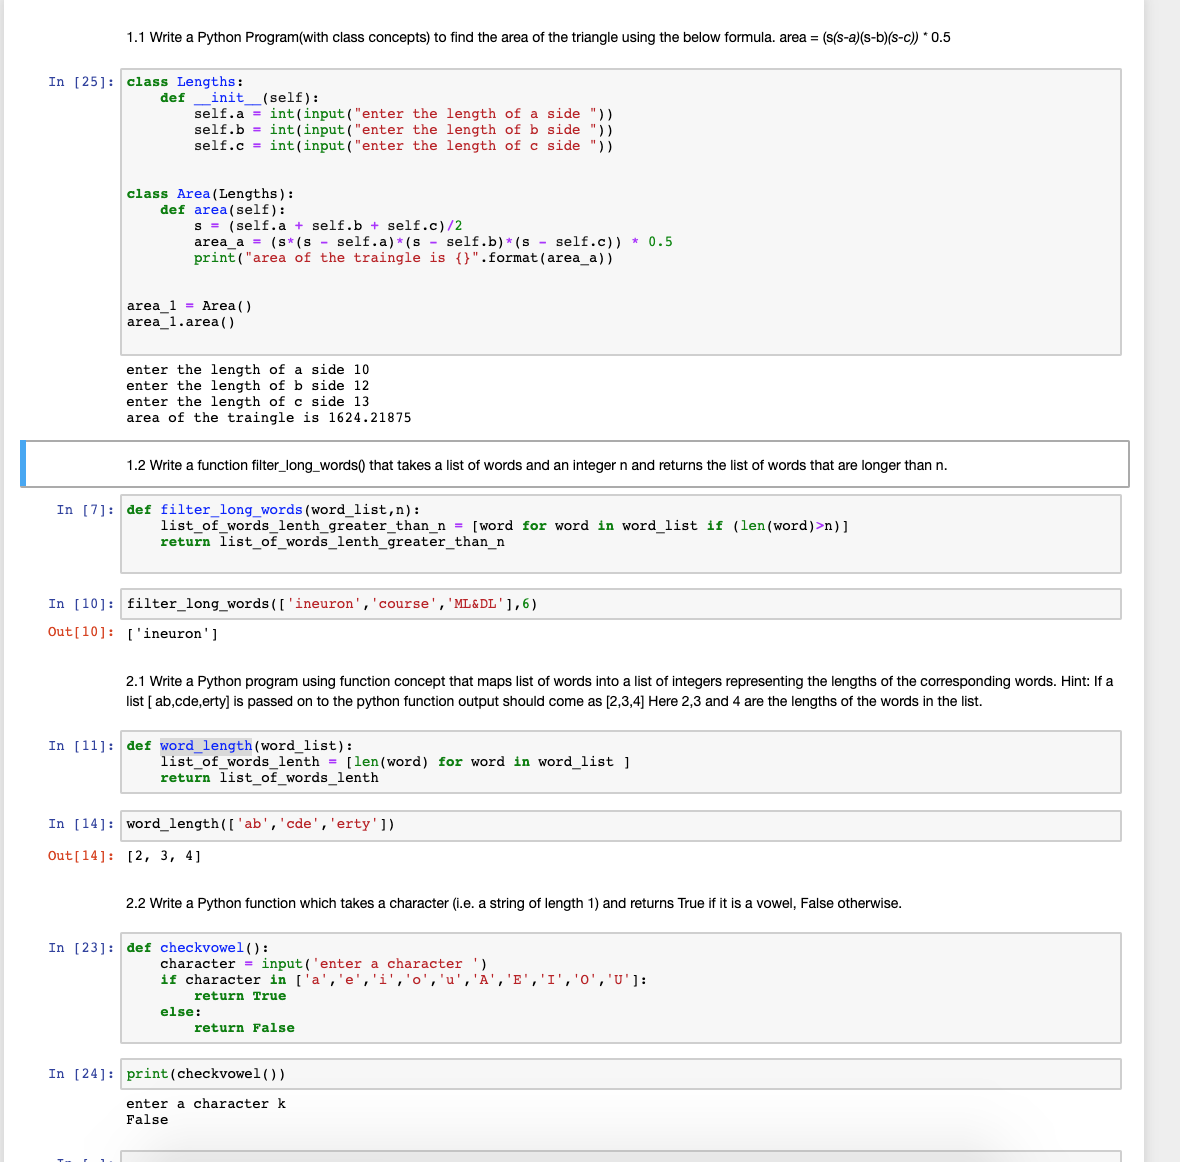 1.1 Write a Python Program(with class concepts) to find the area of the triangle using the below formula. area = (s(s-a)(s-b)(s-c)) * 0.5
In [25]: class Lengths:
    def __init__(self):
        self.a = int(input("enter the length of a side "))
        self.b = int(input("enter the length of b side "))
        self.c = int(input("enter the length of c side "))
class Area(Lengths):
    def area(self):
        s = (self.a + self.b + self.c)/2
        area_a = (s*(s - self.a)*(s - self.b)*(s - self.c)) * 0.5
        print("area of the traingle is {}".format(area_a))
area_1 = Area()
area_1.area()
enter the length of a side 10
enter the length of b side 12
enter the length of c side 13
area of the traingle is 1624.21875
1.2 Write a function filter_long_words() that takes a list of words and an integer n and returns the list of words that are longer than n.
In [7]: def filter_long_words(word_list,n):
    list_of_words_lenth_greater_than_n = [word for word in word_list if (len(word)>n)]
    return list_of_words_lenth_greater_than_n
In [10]: filter_long_words(['ineuron','course','ML&DL'],6)
Out[10]: ['ineuron']
2.1 Write a Python program using function concept that maps list of words into a list of integers representing the lengths of the corresponding words. Hint: If a
list [ ab,cde,erty] is passed on to the python function output should come as [2,3,4] Here 2,3 and 4 are the lengths of the words in the list.
In [11]: def word_length(word_list):
    list_of_words_lenth = [len(word) for word in word_list ]
    return list_of_words_lenth
In [14]: word_length(['ab','cde','erty'])
Out[14]: [2, 3, 4]
2.2 Write a Python function which takes a character (i.e. a string of length 1) and returns True if it is a vowel, False otherwise.
In [23]: def checkvowel():
    character = input('enter a character ')
    if character in ['a','e','i','o','u','A','E','I','O','U']:
        return True
    else:
        return False
In [24]: print(checkvowel())
enter a character k
False